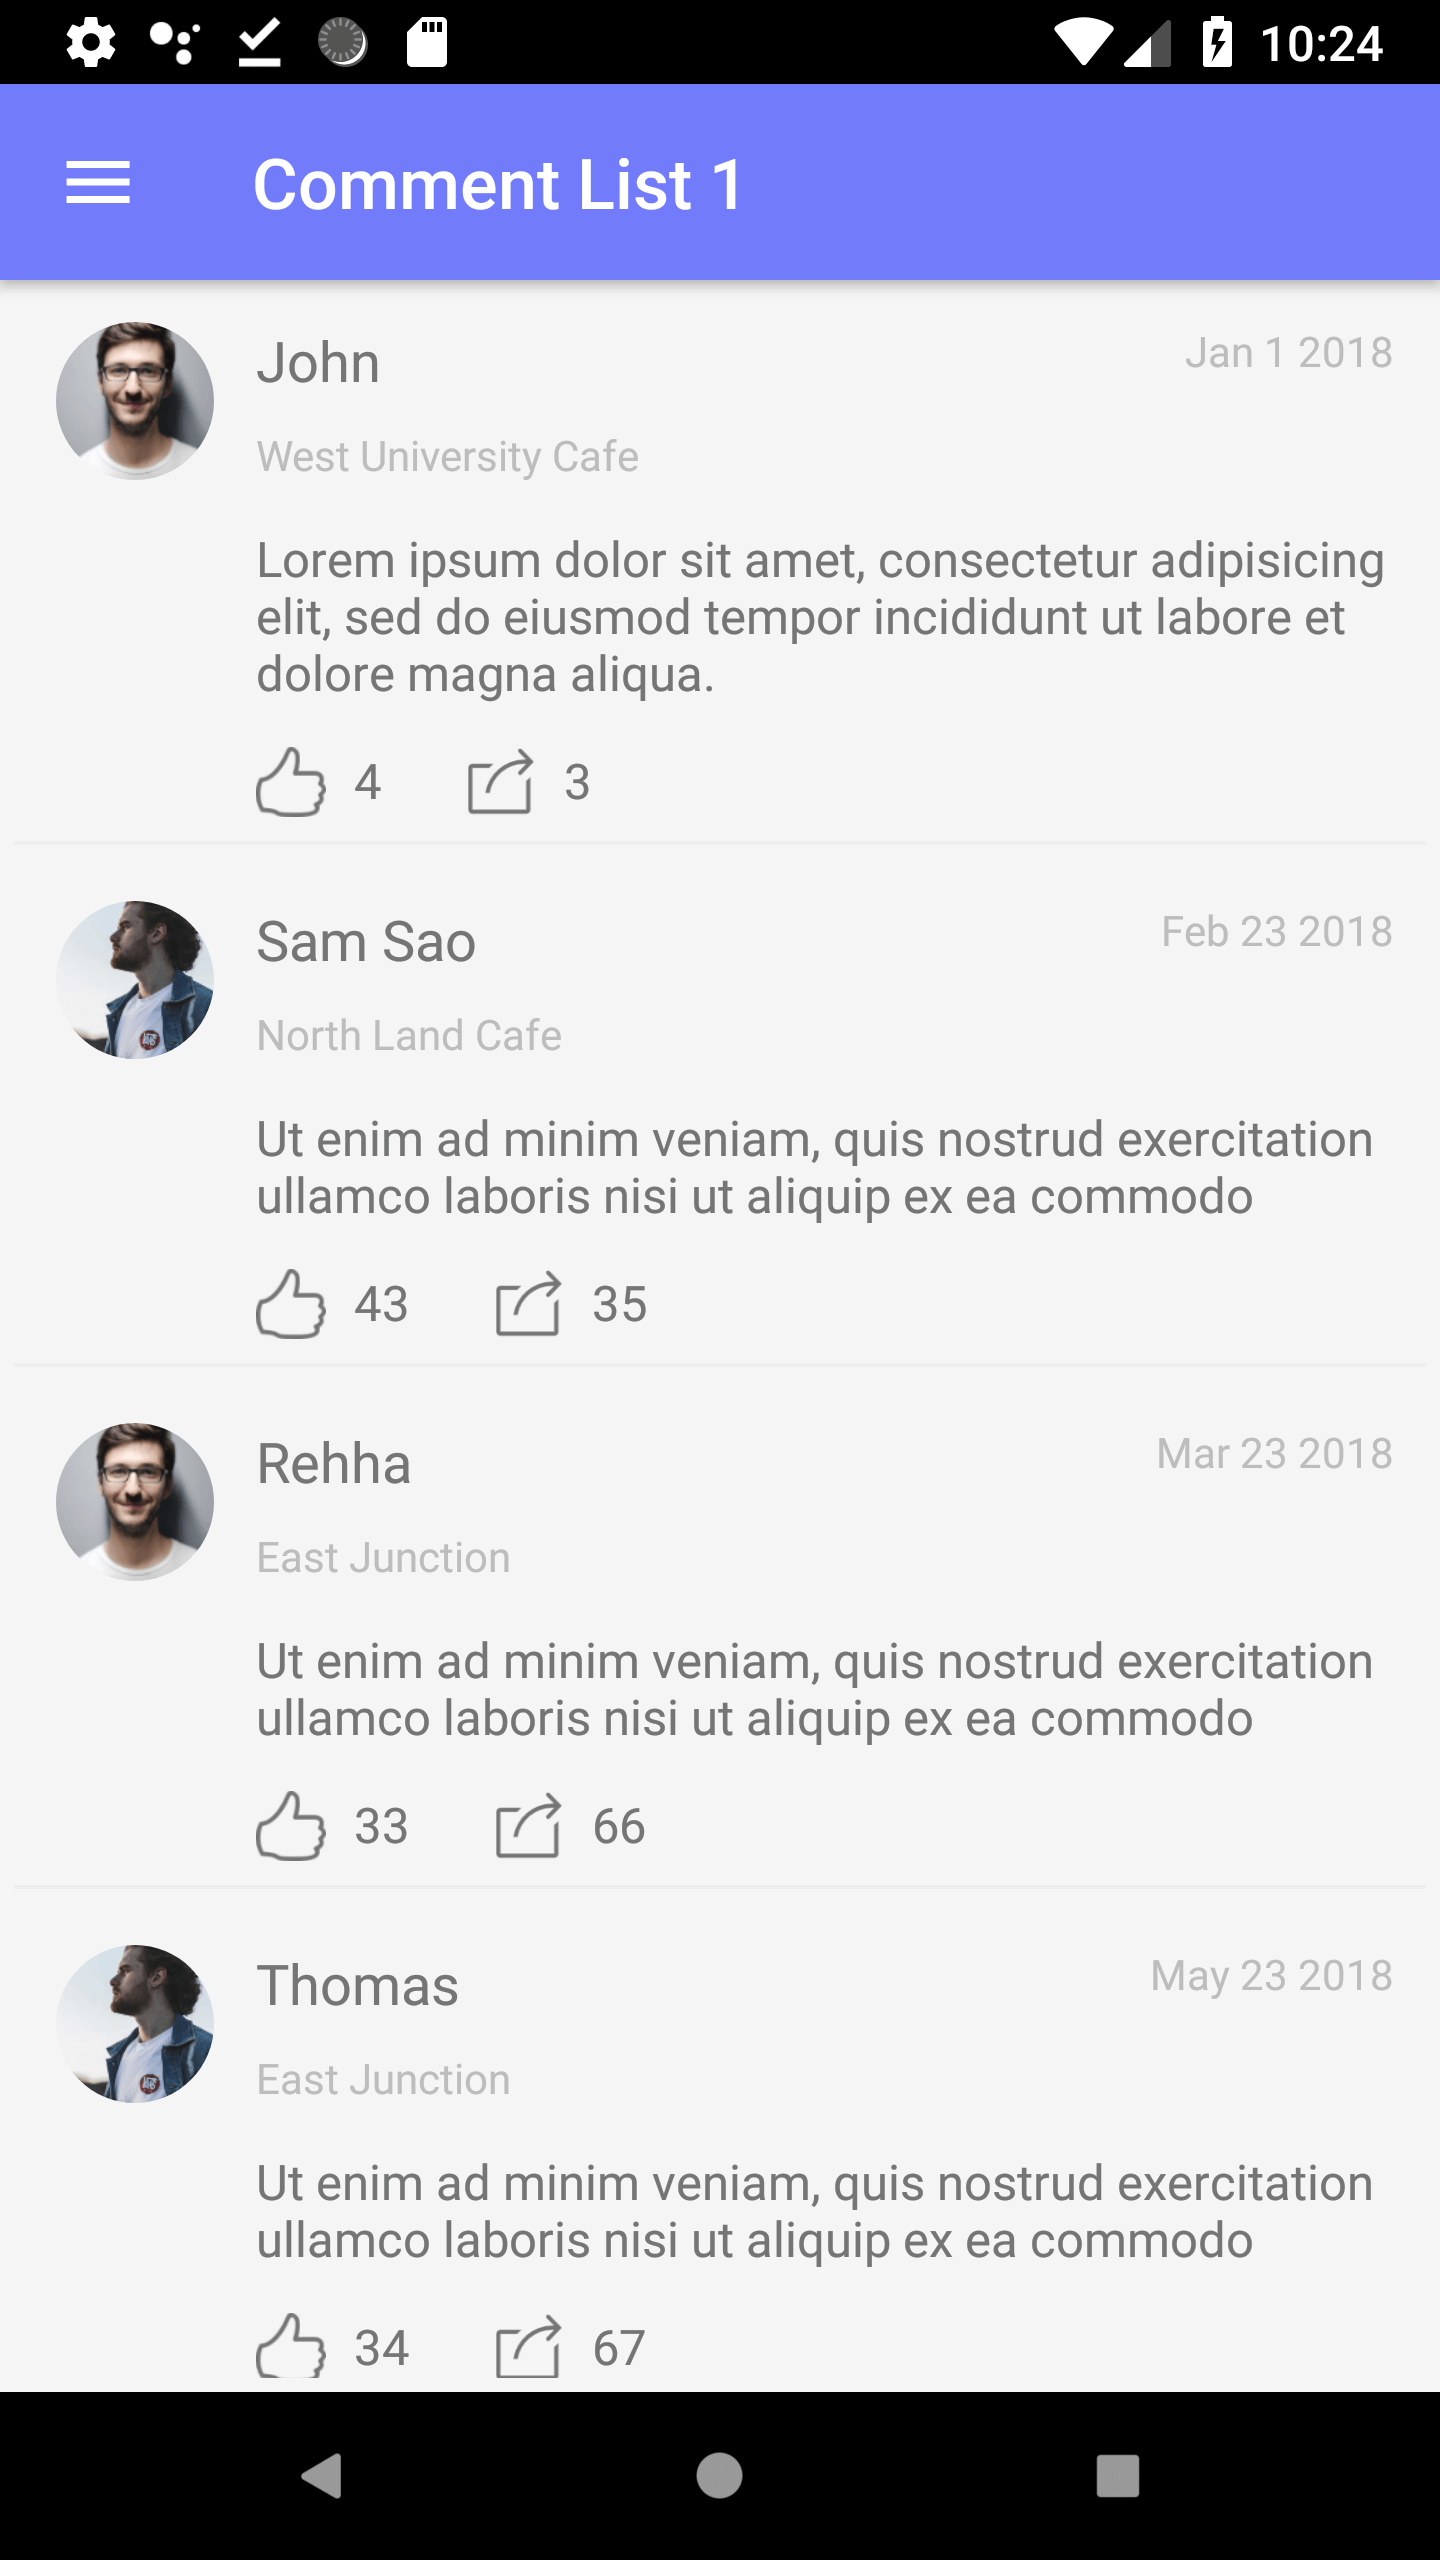 10:24
Comment List 1
John
Jan 1 2018
West University Cafe
Lorem ipsum dolor sit amet, consectetur adipisicing
elit, sed do eiusmod tempor incididunt ut labore et
dolore magna aliqua.
4 3
Sam Sao
Feb 23 2018
North Land Cafe
Ut enim ad minim veniam, quis nostrud exercitation
ullamco laboris nisi ut aliquip ex ea commodo
43 35
Rehha
Mar 23 2018
East Junction
Ut enim ad minim veniam, quis nostrud exercitation
ullamco laboris nisi ut aliquip ex ea commodo
33 66
Thomas
May 23 2018
East Junction
Ut enim ad minim veniam, quis nostrud exercitation
ullamco laboris nisi ut aliquip ex ea commodo
34 67